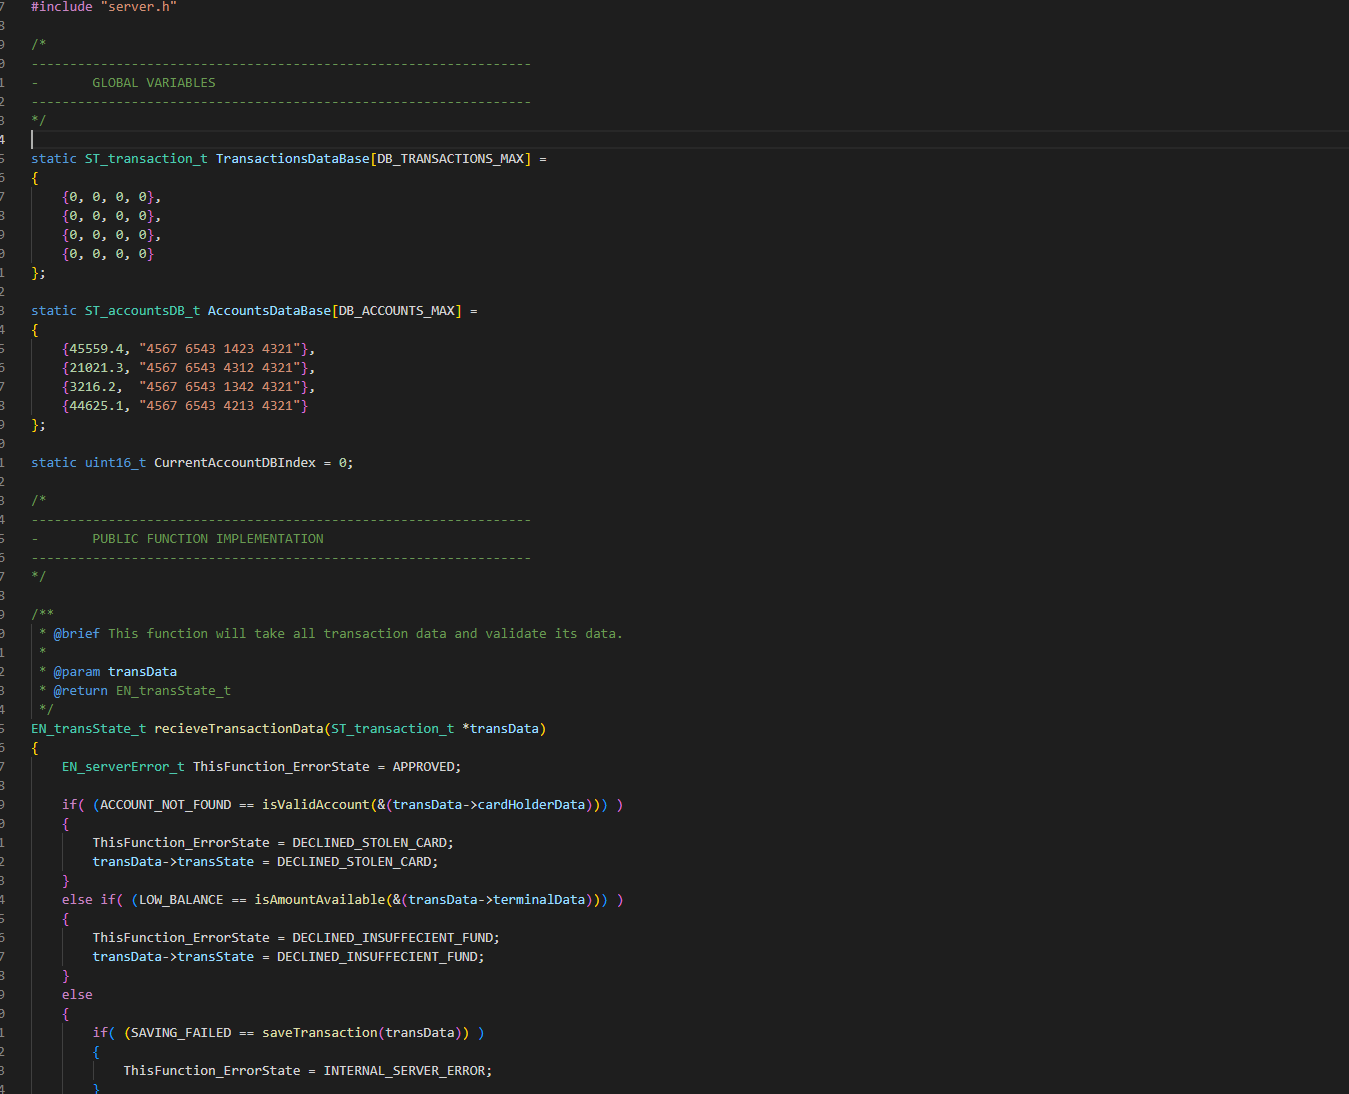 7 #include "server.h"
8
9 /*
0 -----------------------------------------------------------------
1 -       GLOBAL VARIABLES
2 -----------------------------------------------------------------
3 */
4
5 static ST_transaction_t TransactionsDataBase[DB_TRANSACTIONS_MAX] =
6 {
7     {0, 0, 0, 0},
8     {0, 0, 0, 0},
9     {0, 0, 0, 0},
0     {0, 0, 0, 0}
1 };
2
3 static ST_accountsDB_t AccountsDataBase[DB_ACCOUNTS_MAX] =
4 {
5     {45559.4, "4567 6543 1423 4321"},
6     {21021.3, "4567 6543 4312 4321"},
7     {3216.2,  "4567 6543 1342 4321"},
8     {44625.1, "4567 6543 4213 4321"}
9 };
0
1 static uint16_t CurrentAccountDBIndex = 0;
2
3 /*
4 -----------------------------------------------------------------
5 -       PUBLIC FUNCTION IMPLEMENTATION
6 -----------------------------------------------------------------
7 */
8
9 /**
0  * @brief This function will take all transaction data and validate its data.
1  *
2  * @param transData
3  * @return EN_transState_t
4  */
5 EN_transState_t recieveTransactionData(ST_transaction_t *transData)
6 {
7     EN_serverError_t ThisFunction_ErrorState = APPROVED;
8
9     if( (ACCOUNT_NOT_FOUND == isValidAccount(&(transData->cardHolderData))) )
0     {
1         ThisFunction_ErrorState = DECLINED_STOLEN_CARD;
2         transData->transState = DECLINED_STOLEN_CARD;
3     }
4     else if( (LOW_BALANCE == isAmountAvailable(&(transData->terminalData))) )
5     {
6         ThisFunction_ErrorState = DECLINED_INSUFFECIENT_FUND;
7         transData->transState = DECLINED_INSUFFECIENT_FUND;
8     }
9     else
0     {
1         if( (SAVING_FAILED == saveTransaction(transData)) )
2         {
3             ThisFunction_ErrorState = INTERNAL_SERVER_ERROR;
4         }